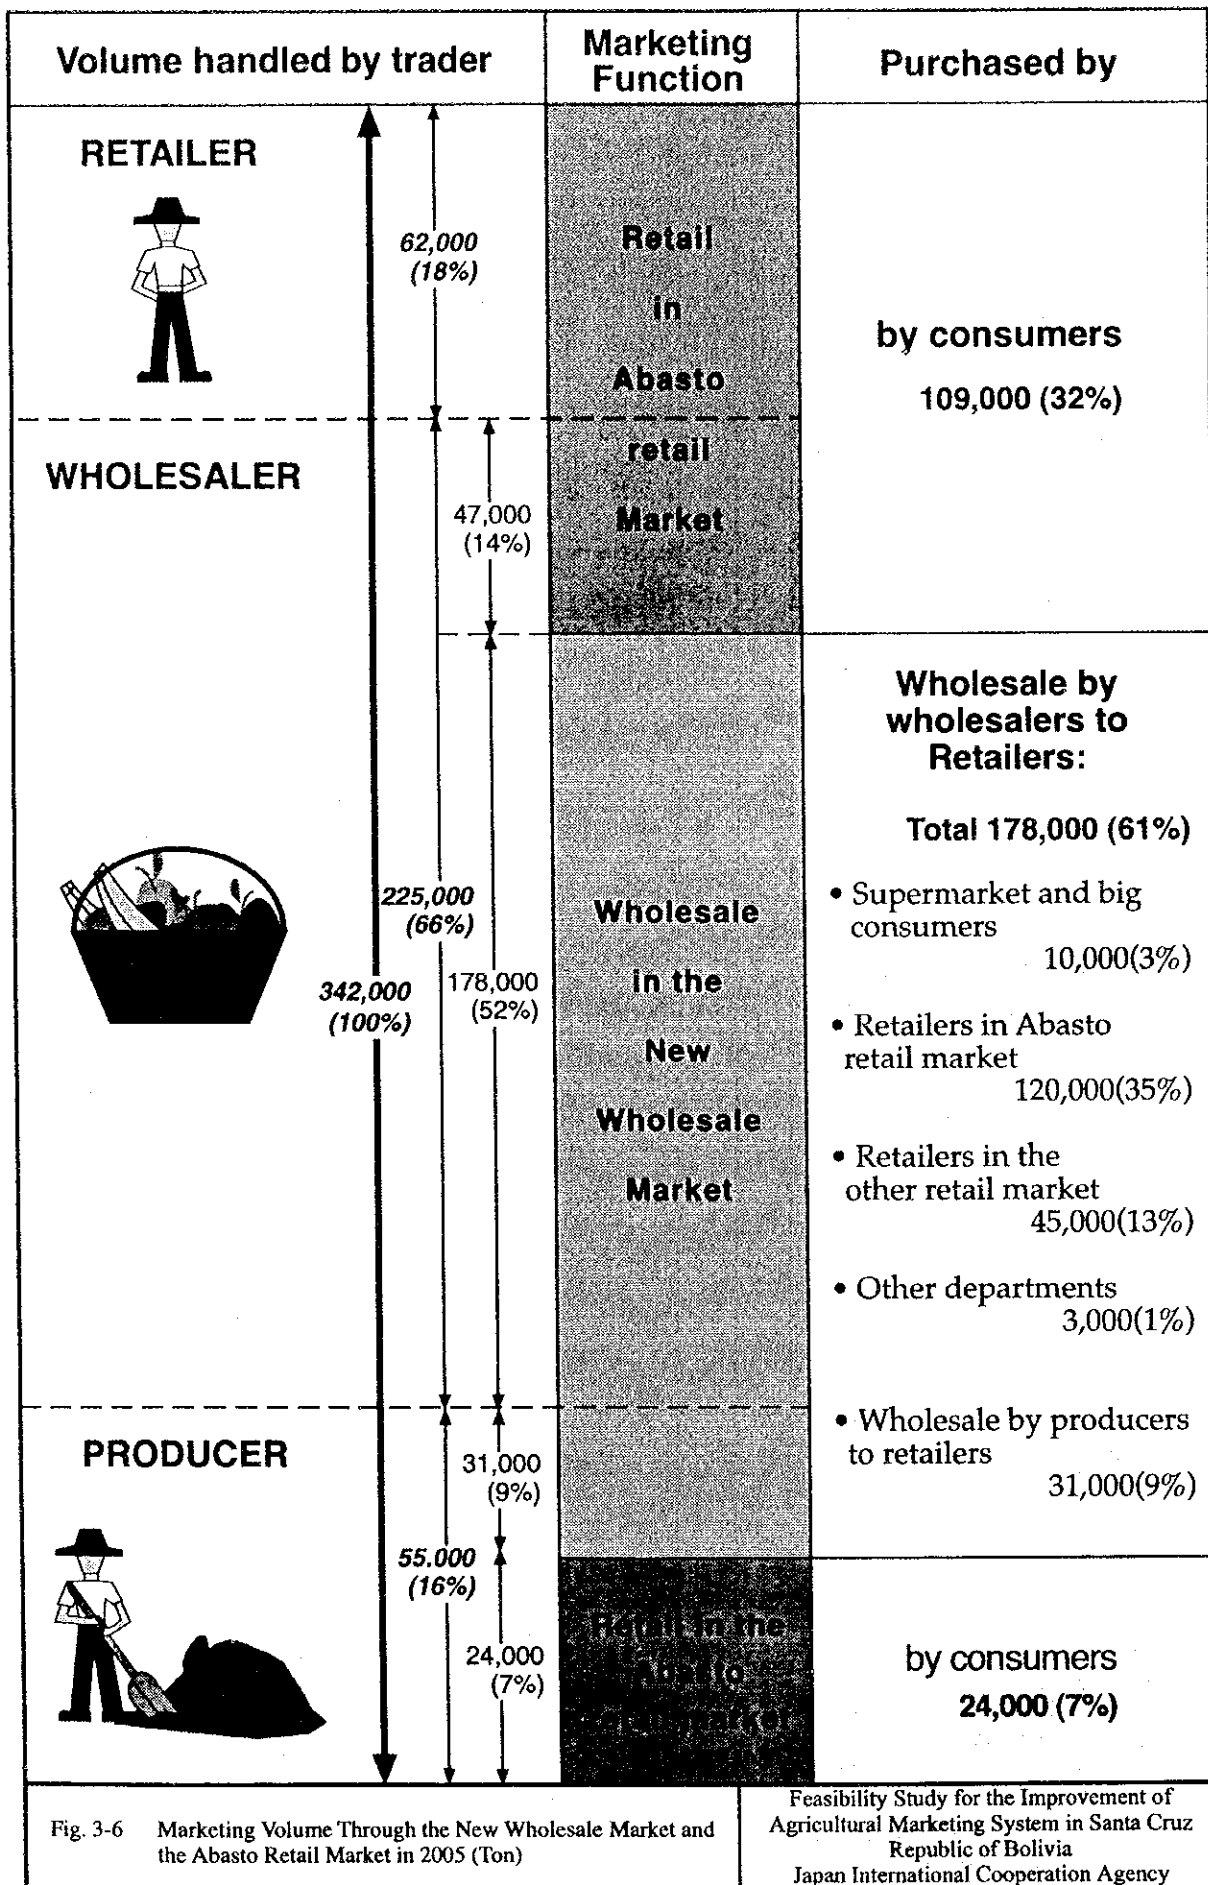 Volume handled by trader
Marketing
Function
Purchased by
RETAILER
62,000
(18%)
Retail
in
Abasto
retail
Market
by consumers
109,000 (32%)
WHOLESALER
47,000
(14%)
225,000
(66%)
342,000
(100%)
178,000
(52%)
Wholesale
in the
New
Wholesale
Market
Wholesale by
wholesalers to
Retailers:
Total 178,000 (61%)
• Supermarket and big
consumers
10,000(3%)
• Retailers in Abasto
retail market
120,000(35%)
• Retailers in the
other retail market
45,000(13%)
• Other departments
3,000(1%)
• Wholesale by producers
to retailers
31,000(9%)
PRODUCER
31,000
(9%)
55.000
(16%)
24,000
(7%)
Retail in the
Abasto
by consumers
24,000 (7%)
Fig. 3-6 Marketing Volume Through the New Wholesale Market and
the Abasto Retail Market in 2005 (Ton)
Feasibility Study for the Improvement of
Agricultural Marketing System in Santa Cruz
Republic of Bolivia
Japan International Cooperation Agency